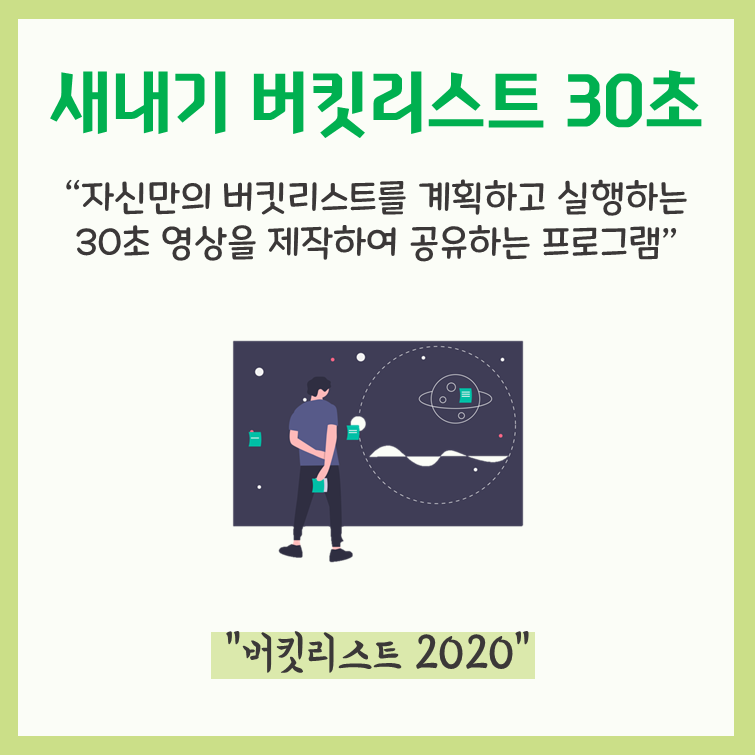 새내기 버킷리스트 30초
“자신만의 버킷리스트를 계획하고 실행하는
30초 영상을 제작하여 공유하는 프로그램”
"버킷리스트 2020"